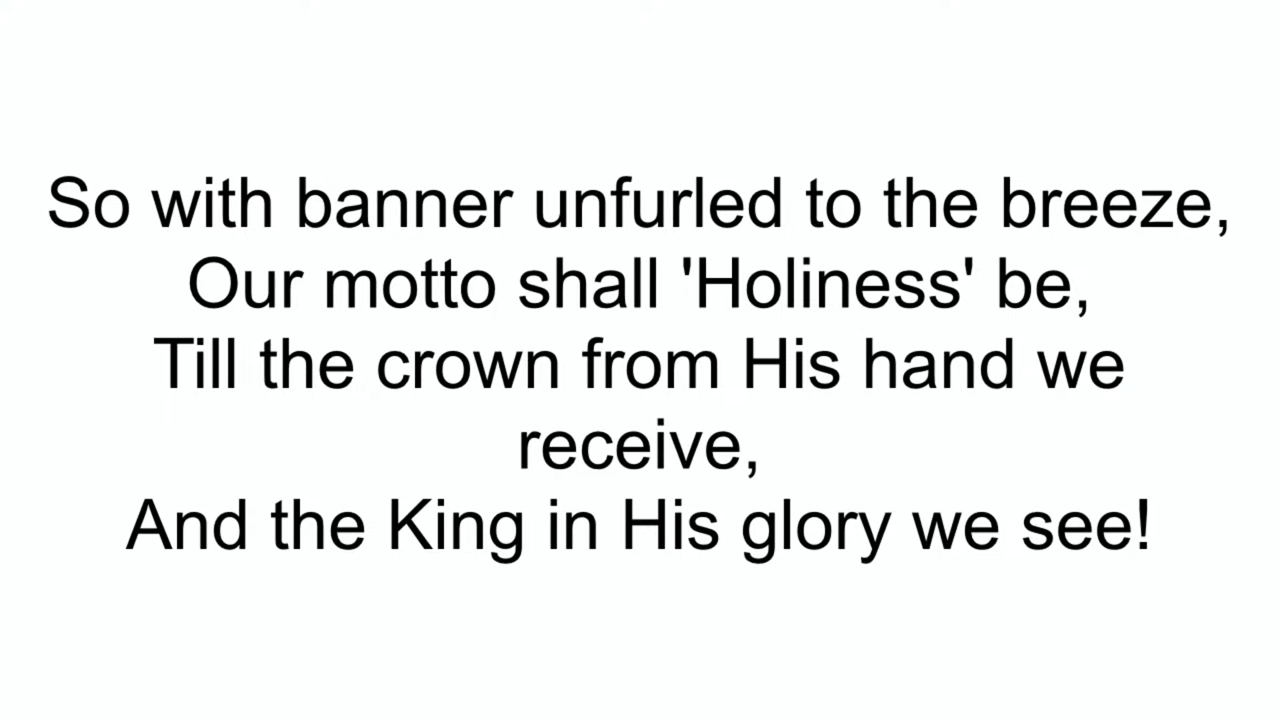 So with banner unfurled to the breeze,
Our motto shall 'Holiness' be,
Till the crown from His hand we
receive,
And the King in His glory we see!